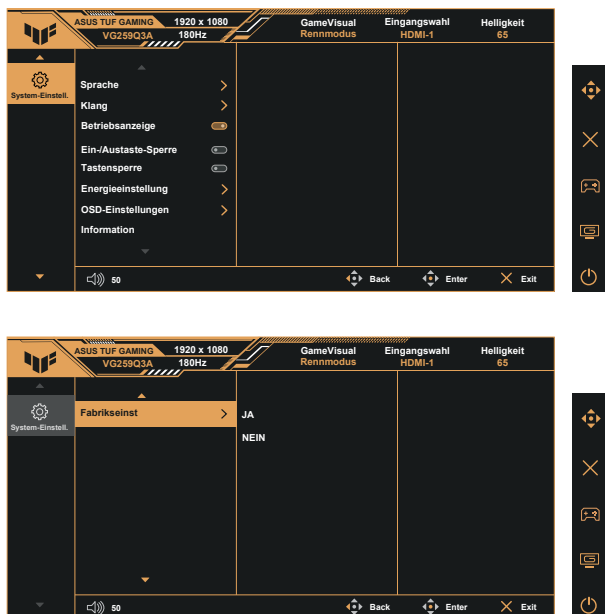 ASUS TUF GAMING 1920 x 1080 GameVisual Eingangswahl Helligkeit
VG259Q3A 180Hz Rennmodus HDMI-1 65
System-Einstell.
Sprache
Klang
Betriebsanzeige
Ein-/Austaste-Sperre
Tastensperre
Energieeinstellung
OSD-Einstellungen
Information
50 Back Enter Exit
ASUS TUF GAMING 1920 x 1080 GameVisual Eingangswahl Helligkeit
VG259Q3A 180Hz Rennmodus HDMI-1 65
System-Einstell.
Fabrikseinst JA
NEIN
50 Back Enter Exit